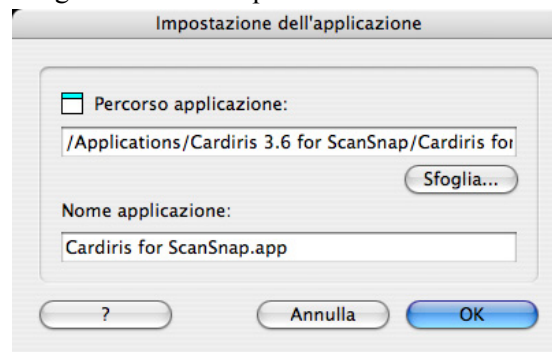 Impostazione dell'applicazione
Percorso applicazione:
/Applications/Cardiris 3.6 for ScanSnap/Cardiris for
Sfoglia...
Nome applicazione:
Cardiris for ScanSnap.app
? Annulla OK